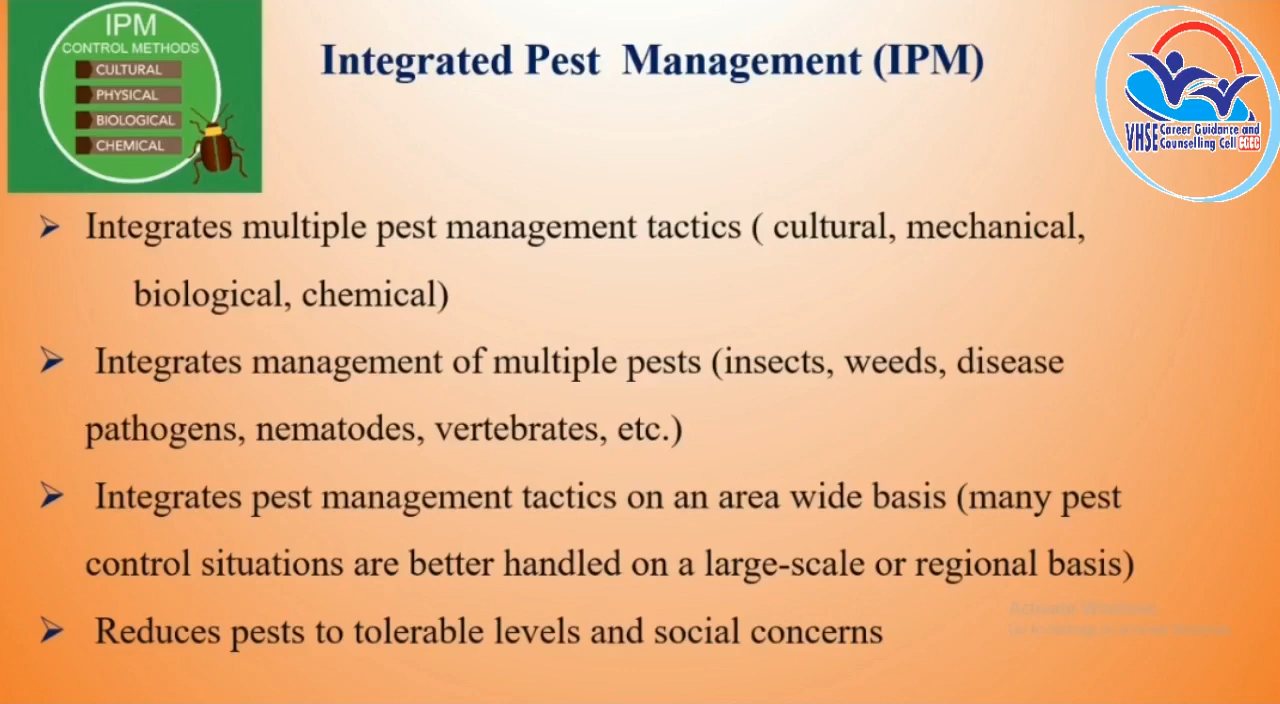 IPM
CONTROL METHODS
CULTURAL
PHYSICAL
BIOLOGICAL
CHEMICAL
Integrated Pest Management (IPM)
VHSE Career Guidance and
Counselling Cell CGCC
Integrates multiple pest management tactics ( cultural, mechanical,
biological, chemical)
Integrates management of multiple pests (insects, weeds, disease
pathogens, nematodes, vertebrates, etc.)
Integrates pest management tactics on an area wide basis (many pest
control situations are better handled on a large-scale or regional basis)
Reduces pests to tolerable levels and social concerns
Activate Windows